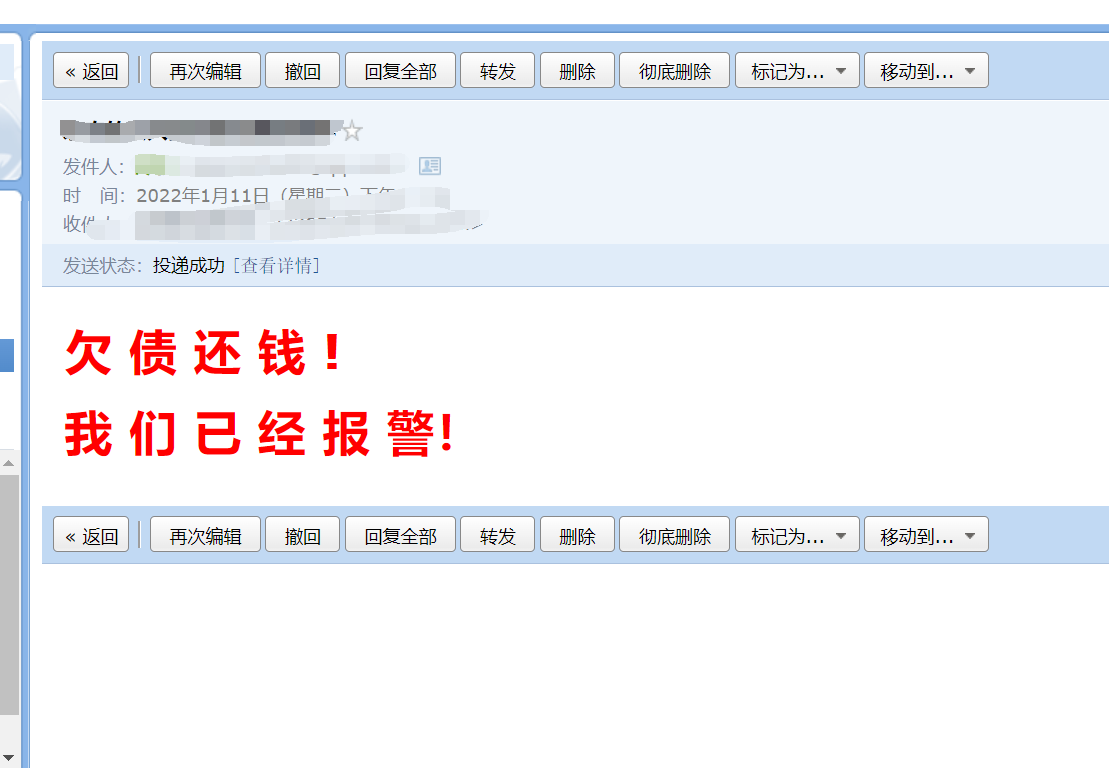 « 返回 再次编辑 撤回 回复全部 转发 删除 彻底删除 标记为... 移动到...
发件人：
时 间： 2022年1月11日（星期二）下午
收件人：
发送状态： 投递成功 [查看详情]
欠 债 还 钱 !
我 们 已 经 报 警!
« 返回 再次编辑 撤回 回复全部 转发 删除 彻底删除 标记为... 移动到...